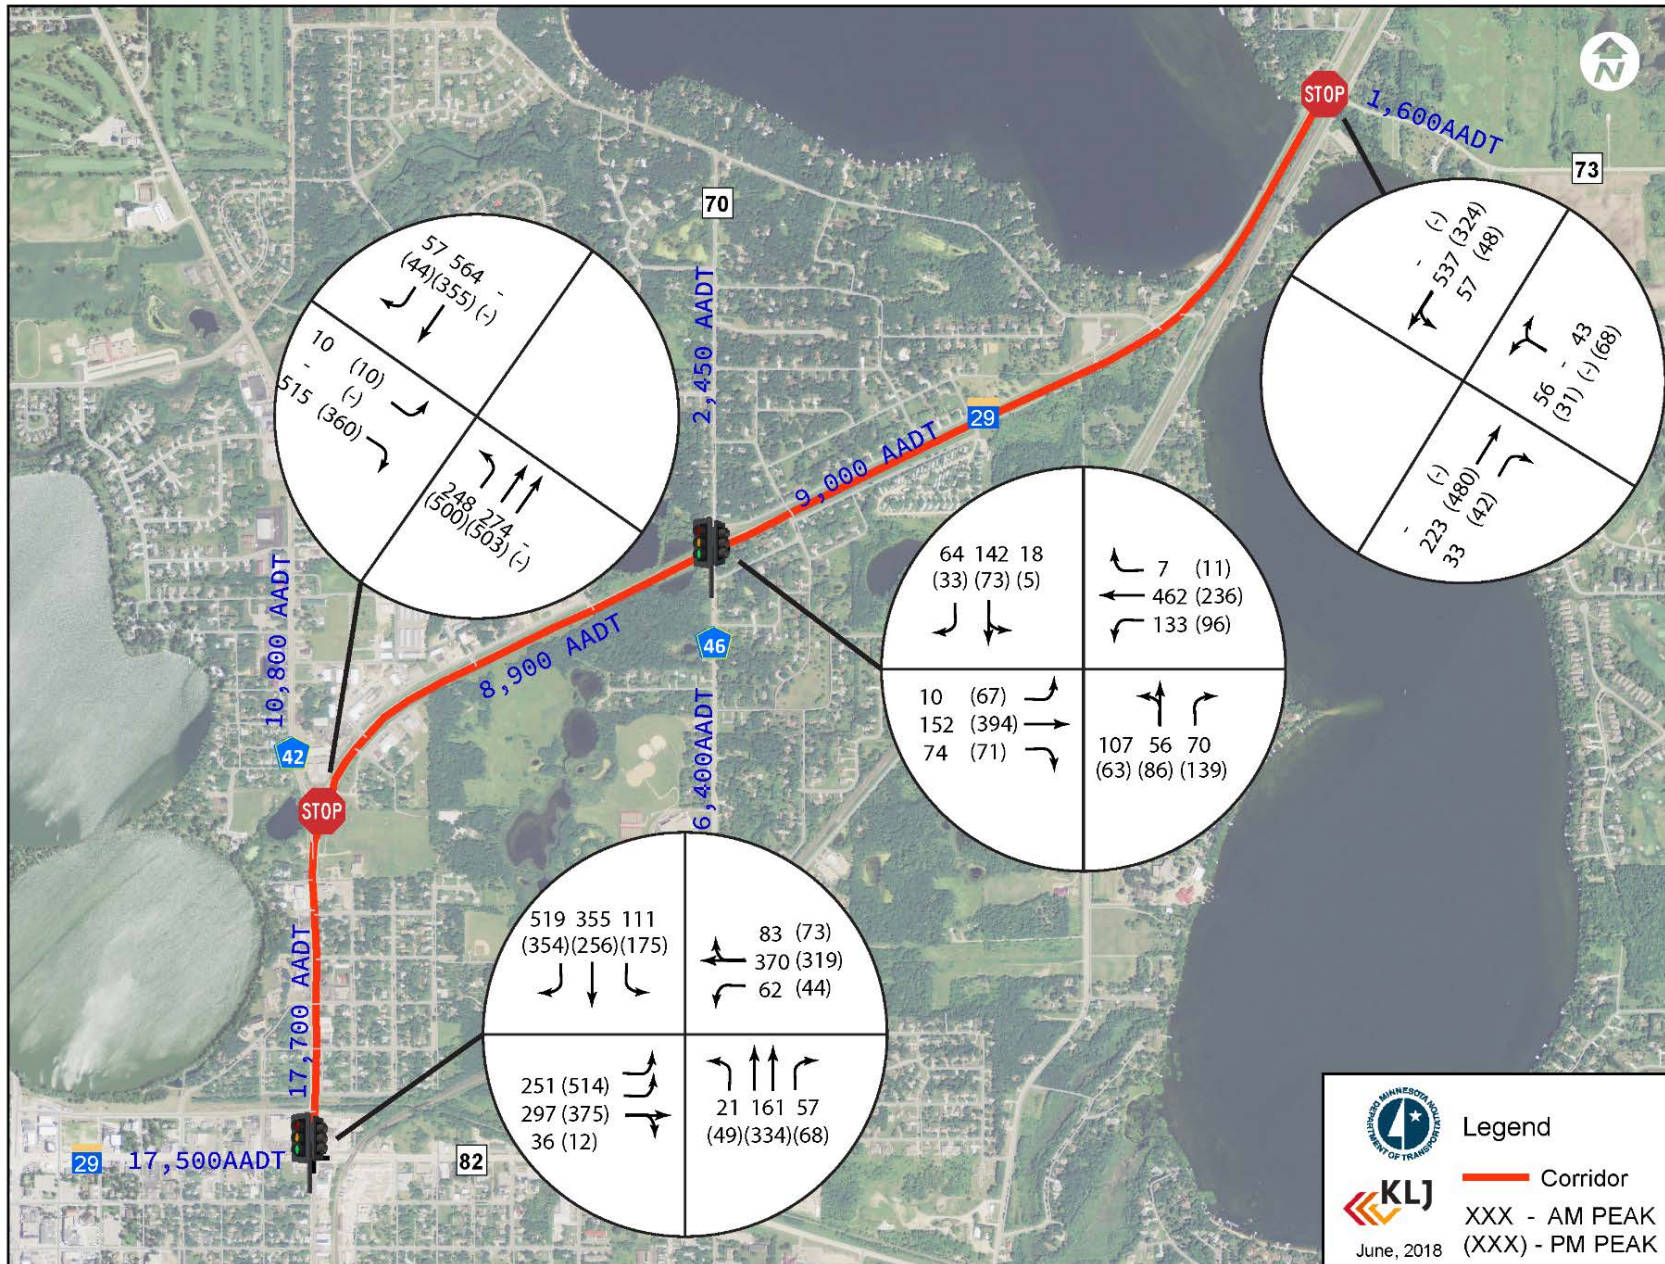 STOP
1,600AADT
73
70
2,450 AADT
57 564 -
(44)(355) (-)
10 (10)
- (-)
515 (360)
248 274 -
(500)(503) (-)
- 537 57
(-) (324) (48)
56 - 43
(31) (-) (68)
- 223 33
(-) (480) (42)
29
9,000 AADT
8,900 AADT
10,800 AADT
42
46
6,400AADT
64 142 18
(33) (73) (5)
7 (11)
462 (236)
133 (96)
10 (67)
152 (394)
74 (71)
107 56 70
(63) (86) (139)
STOP
17,700 AADT
519 355 111
(354)(256)(175)
83 (73)
370 (319)
62 (44)
251 (514)
297 (375)
36 (12)
21 161 57
(49)(334)(68)
29
17,500AADT
82
MINNESOTA DEPARTMENT OF TRANSPORTATION
Legend
KLJ
Corridor
XXX - AM PEAK
(XXX) - PM PEAK
June, 2018
N